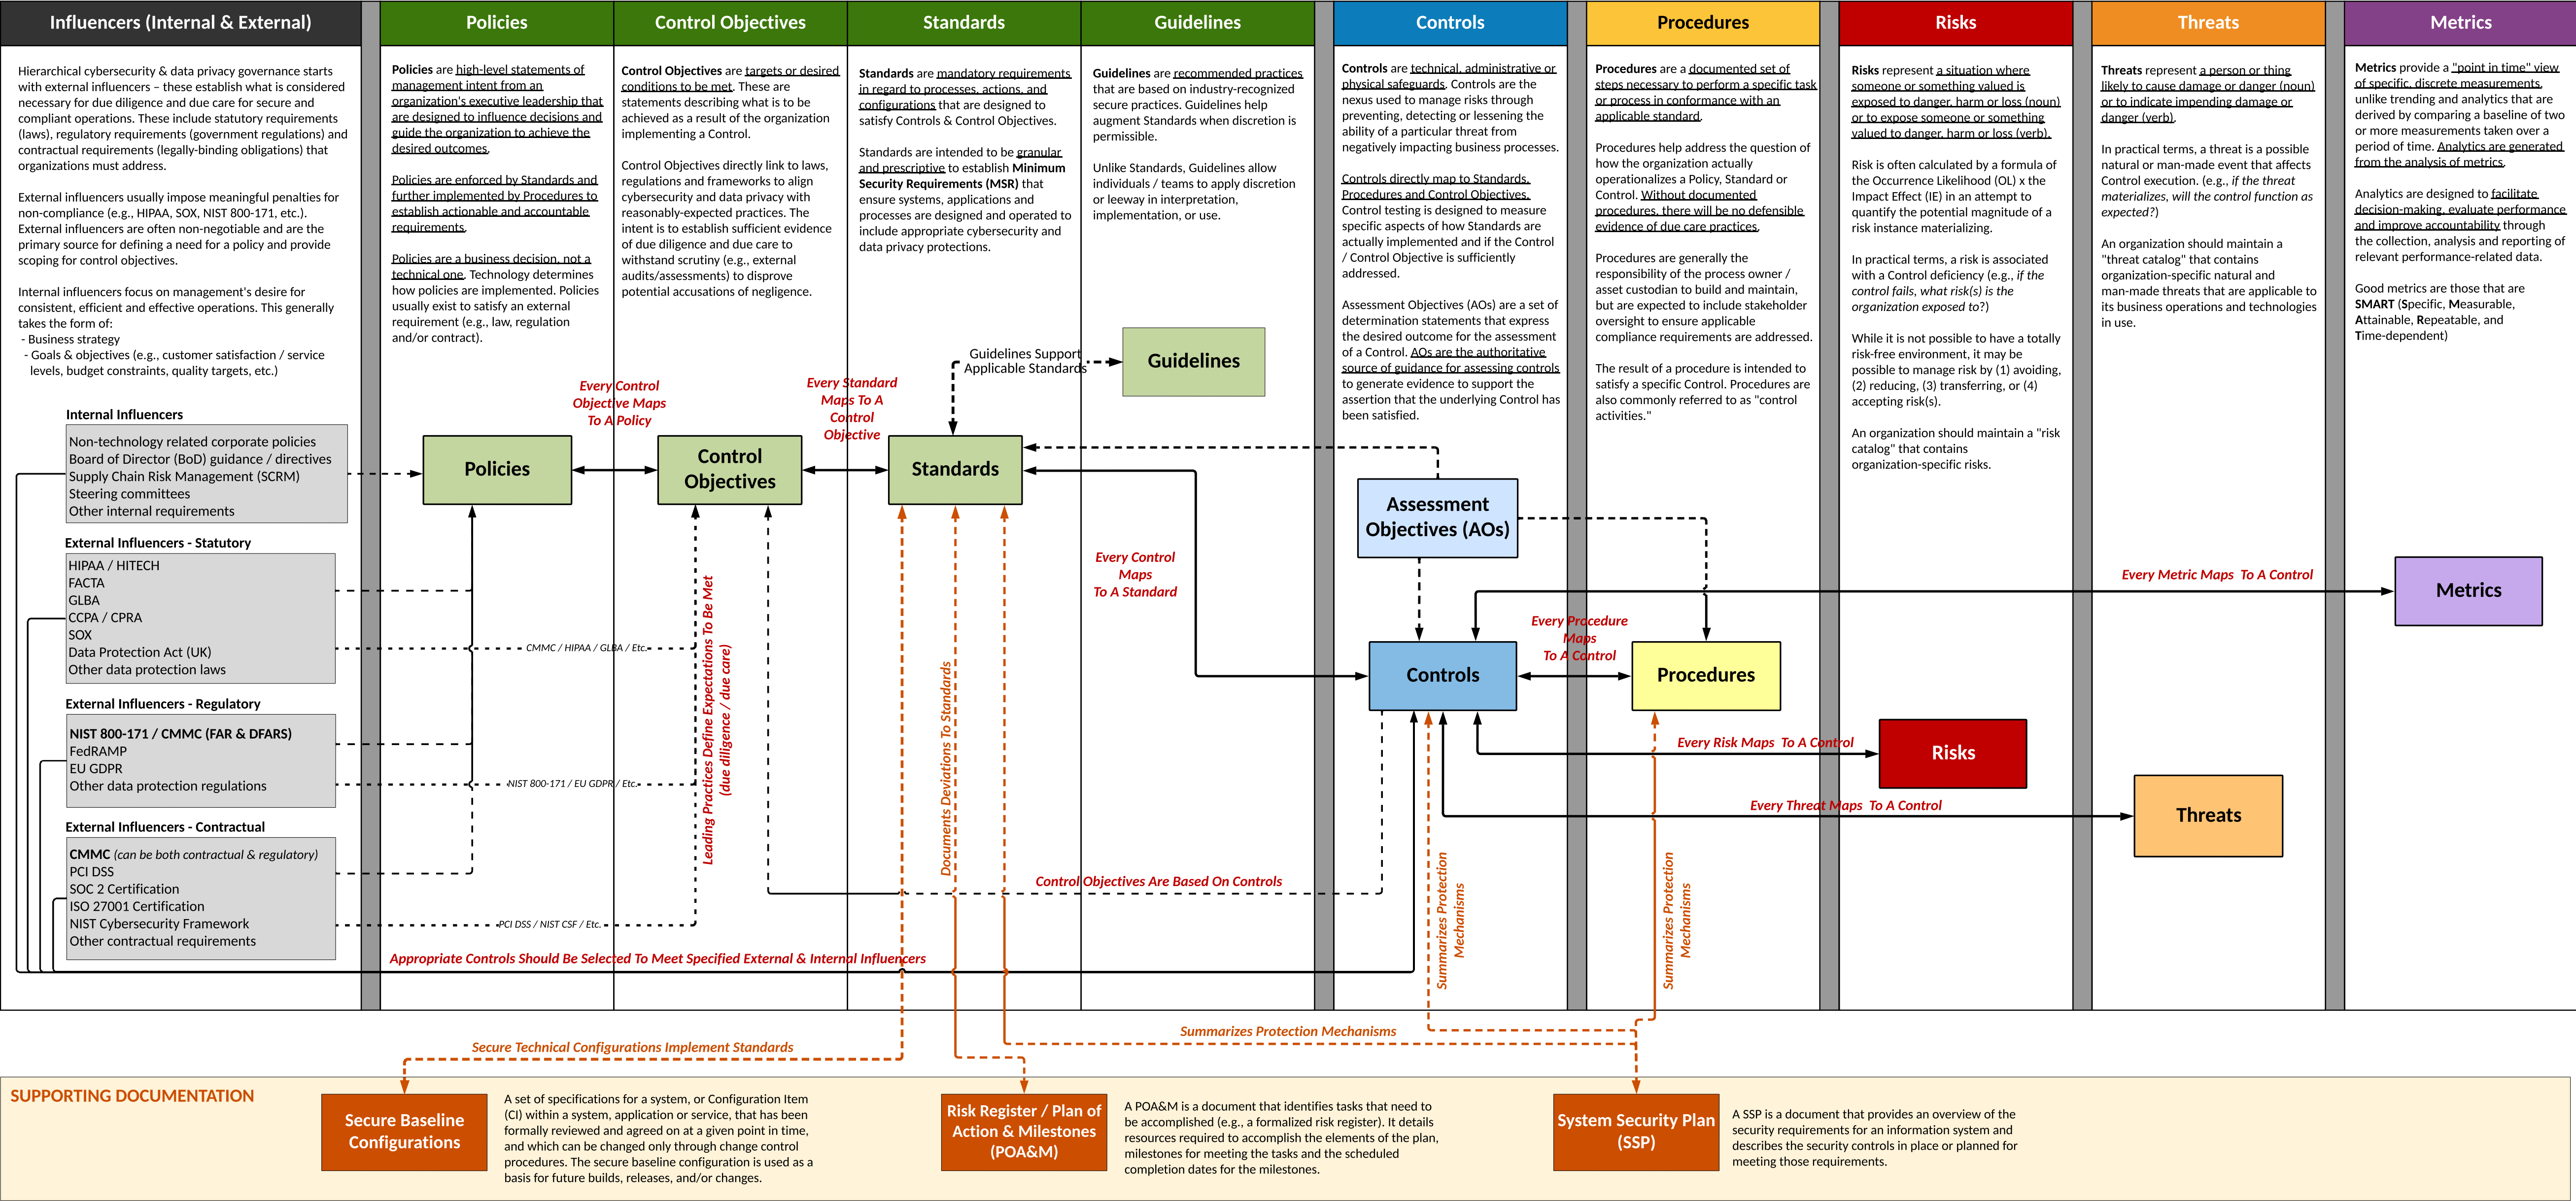 Influencers (Internal & External)
Policies
Control Objectives
Standards
Guidelines
Controls
Procedures
Risks
Threats
Metrics
Hierarchical cybersecurity & data privacy governance starts
with external influencers – these establish what is considered
necessary for due diligence and due care for secure and
compliant operations. These include statutory requirements
(laws), regulatory requirements (government regulations) and
contractual requirements (legally-binding obligations) that
organizations must address.
External influencers usually impose meaningful penalties for
non-compliance (e.g., HIPAA, SOX, NIST 800-171, etc.).
External influencers are often non-negotiable and are the
primary source for defining a need for a policy and provide
scoping for control objectives.
Internal influencers focus on management's desire for
consistent, efficient and effective operations. This generally
takes the form of:
- Business strategy
- Goals & objectives (e.g., customer satisfaction / service
levels, budget constraints, quality targets, etc.)
Policies are high-level statements of
management intent from an
organization's executive leadership that
are designed to influence decisions and
guide the organization to achieve the
desired outcomes.
Policies are enforced by Standards and
further implemented by Procedures to
establish actionable and accountable
requirements.
Policies are a business decision, not a
technical one. Technology determines
how policies are implemented. Policies
usually exist to satisfy an external
requirement (e.g., law, regulation
and/or contract).
Control Objectives are targets or desired
conditions to be met. These are
statements describing what is to be
achieved as a result of the organization
implementing a Control.
Control Objectives directly link to laws,
regulations and frameworks to align
cybersecurity and data privacy with
reasonably-expected practices. The
intent is to establish sufficient evidence
of due diligence and due care to
withstand scrutiny (e.g., external
audits/assessments) to disprove
potential accusations of negligence.
Standards are mandatory requirements
in regard to processes, actions, and
configurations that are designed to
satisfy Controls & Control Objectives.
Standards are intended to be granular
and prescriptive to establish Minimum
Security Requirements (MSR) that
ensure systems, applications and
processes are designed and operated to
include appropriate cybersecurity and
data privacy protections.
Guidelines are recommended practices
that are based on industry-recognized
secure practices. Guidelines help
augment Standards when discretion is
permissible.
Unlike Standards, Guidelines allow
individuals / teams to apply discretion
or leeway in interpretation,
implementation, or use.
Controls are technical, administrative or
physical safeguards. Controls are the
nexus used to manage risks through
preventing, detecting or lessening the
ability of a particular threat from
negatively impacting business processes.
Controls directly map to Standards,
Procedures and Control Objectives.
Control testing is designed to measure
specific aspects of how Standards are
actually implemented and if the Control
/ Control Objective is sufficiently
addressed.
Assessment Objectives (AOs) are a set of
determination statements that express
the desired outcome for the assessment
of a Control. AOs are the authoritative
source of guidance for assessing controls
to generate evidence to support the
assertion that the underlying Control has
been satisfied.
Procedures are a documented set of
steps necessary to perform a specific task
or process in conformance with an
applicable standard.
Procedures help address the question of
how the organization actually
operationalizes a Policy, Standard or
Control. Without documented
procedures, there will be no defensible
evidence of due care practices.
Procedures are generally the
responsibility of the process owner /
asset custodian to build and maintain,
but are expected to include stakeholder
oversight to ensure applicable
compliance requirements are addressed.
The result of a procedure is intended to
satisfy a specific Control. Procedures are
also commonly referred to as "control
activities."
Risks represent a situation where
someone or something valued is
exposed to danger, harm or loss (noun)
or to expose someone or something
valued to danger, harm or loss (verb).
Risk is often calculated by a formula of
the Occurrence Likelihood (OL) x the
Impact Effect (IE) in an attempt to
quantify the potential magnitude of a
risk instance materializing.
In practical terms, a risk is associated
with a Control deficiency (e.g., if the
control fails, what risk(s) is the
organization exposed to?)
While it is not possible to have a totally
risk-free environment, it may be
possible to manage risk by (1) avoiding,
(2) reducing, (3) transferring, or (4)
accepting risk(s).
An organization should maintain a "risk
catalog" that contains
organization-specific risks.
Threats represent a person or thing
likely to cause damage or danger (noun)
or to indicate impending damage or
danger (verb).
In practical terms, a threat is a possible
natural or man-made event that affects
Control execution. (e.g., if the threat
materializes, will the control function as
expected?)
An organization should maintain a
"threat catalog" that contains
organization-specific natural and
man-made threats that are applicable to
its business operations and technologies
in use.
Metrics provide a "point in time" view
of specific, discrete measurements,
unlike trending and analytics that are
derived by comparing a baseline of two
or more measurements taken over a
period of time. Analytics are generated
from the analysis of metrics.
Analytics are designed to facilitate
decision-making, evaluate performance
and improve accountability through
the collection, analysis and reporting of
relevant performance-related data.
Good metrics are those that are
SMART (Specific, Measurable,
Attainable, Repeatable, and
Time-dependent)
Guidelines Support
Applicable Standards
Guidelines
Every Control
Objective Maps
To A Policy
Every Standard
Maps To A
Control
Objective
Internal Influencers
Non-technology related corporate policies
Board of Director (BoD) guidance / directives
Supply Chain Risk Management (SCRM)
Steering committees
Other internal requirements
Policies
Control
Objectives
Standards
Assessment
Objectives (AOs)
External Influencers - Statutory
HIPAA / HITECH
FACTA
GLBA
CCPA / CPRA
SOX
Data Protection Act (UK)
Other data protection laws
CMMC / HIPAA / GLBA / Etc.
Every Control
Maps
To A Standard
Every Metric Maps To A Control
Metrics
Every Procedure
Maps
To A Control
Controls
Procedures
Leading Practices Define Expectations To Be Met
(due diligence / due care)
Documents Deviations To Standards
External Influencers - Regulatory
NIST 800-171 / CMMC (FAR & DFARS)
FedRAMP
EU GDPR
Other data protection regulations
NIST 800-171 / EU GDPR / Etc.
Every Risk Maps To A Control
Risks
Every Threat Maps To A Control
Threats
External Influencers - Contractual
CMMC (can be both contractual & regulatory)
PCI DSS
SOC 2 Certification
ISO 27001 Certification
NIST Cybersecurity Framework
Other contractual requirements
PCI DSS / NIST CSF / Etc.
Control Objectives Are Based On Controls
Summarizes Protection
Mechanisms
Summarizes Protection
Mechanisms
Appropriate Controls Should Be Selected To Meet Specified External & Internal Influencers
Summarizes Protection Mechanisms
Secure Technical Configurations Implement Standards
SUPPORTING DOCUMENTATION
Secure Baseline
Configurations
A set of specifications for a system, or Configuration Item
(CI) within a system, application or service, that has been
formally reviewed and agreed on at a given point in time,
and which can be changed only through change control
procedures. The secure baseline configuration is used as a
basis for future builds, releases, and/or changes.
Risk Register / Plan of
Action & Milestones
(POA&M)
A POA&M is a document that identifies tasks that need to
be accomplished (e.g., a formalized risk register). It details
resources required to accomplish the elements of the plan,
milestones for meeting the tasks and the scheduled
completion dates for the milestones.
System Security Plan
(SSP)
A SSP is a document that provides an overview of the
security requirements for an information system and
describes the security controls in place or planned for
meeting those requirements.